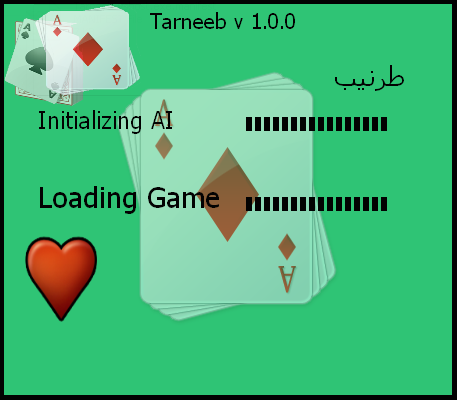 A
A
A
A
Tarneeb v 1.0.0
طرنيب
Initializing AI
A
Loading Game
A